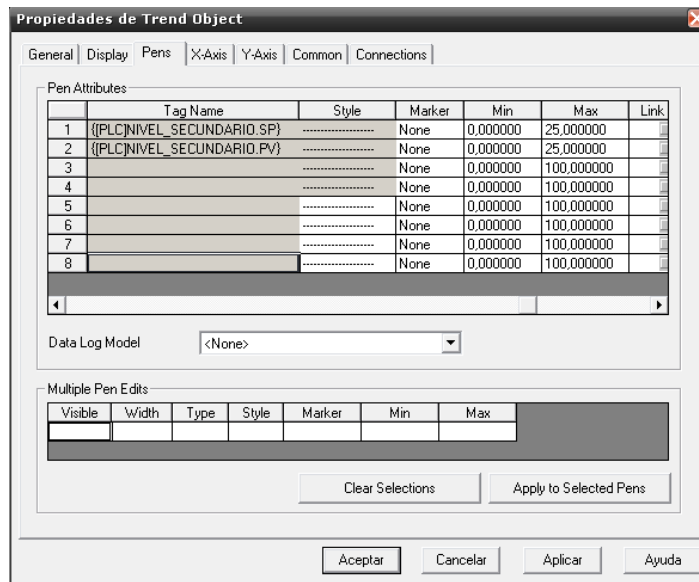 Propiedades de Trend Object
General Display Pens X-Axis Y-Axis Common Connections
Pen Attributes
Tag Name Style Marker Min Max Link
1 {[PLC]NIVEL_SECUNDARIO.SP} -------------------- None 0,000000 25,000000
2 {[PLC]NIVEL_SECUNDARIO.PV} -------------------- None 0,000000 25,000000
3 -------------------- None 0,000000 100,000000
4 -------------------- None 0,000000 100,000000
5 -------------------- None 0,000000 100,000000
6 -------------------- None 0,000000 100,000000
7 -------------------- None 0,000000 100,000000
8 -------------------- None 0,000000 100,000000
Data Log Model <None>
Multiple Pen Edits
Visible Width Type Style Marker Min Max
Clear Selections Apply to Selected Pens
Aceptar Cancelar Aplicar Ayuda